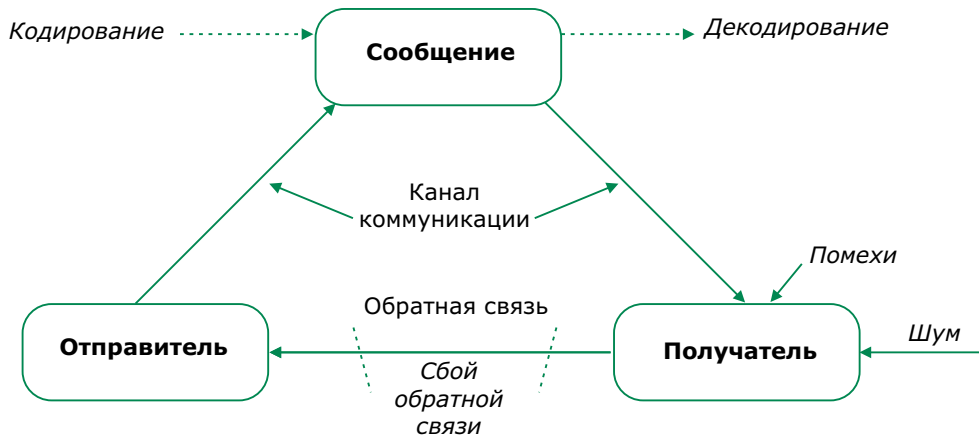 Кодирование
Сообщение
Декодирование
Канал
коммуникации
Помехи
Обратная связь
Отправитель
Получатель
Шум
Сбой
обратной
связи